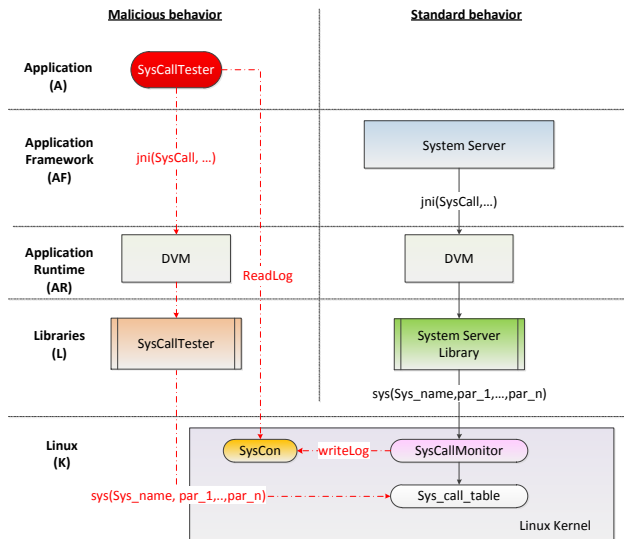 Malicious behavior
Standard behavior
Application
(A)
SysCallTester
Application
Framework
(AF)
System Server
jni(SysCall, ...)
jni(SysCall,...)
Application
Runtime
(AR)
DVM
DVM
ReadLog
Libraries
(L)
SysCallTester
System Server
Library
sys(Sys_name,par_1,...,par_n)
Linux
(K)
SysCon
writeLog
SysCallMonitor
sys(Sys_name, par_1,..,par_n)
Sys_call_table
Linux Kernel